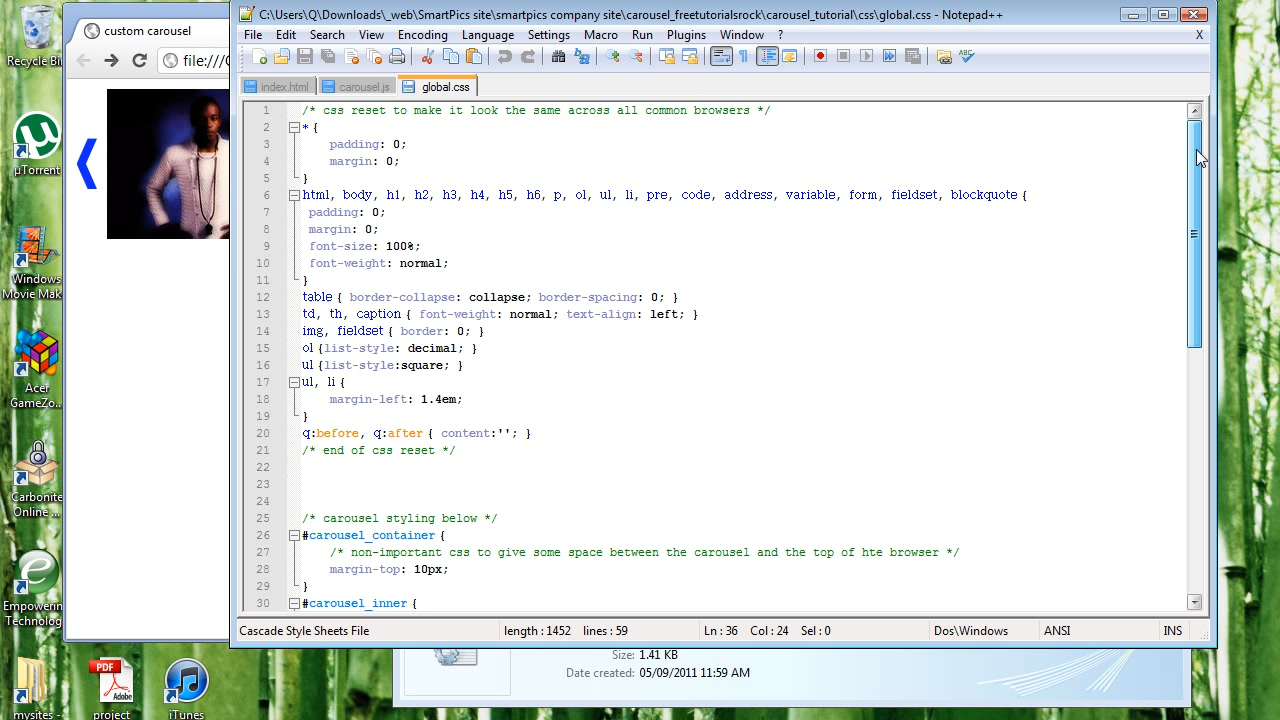 Recycle Bin
µTorrent
Windows
Movie Mak
Acer
GameZo...
Carbonite
Online ...
Empowerin
Technolog
mysites -
PDF
Adobe
project
iTunes
custom carousel
file:///C
C:\Users\Q\Downloads\_web\SmartPics site\smartpics company site\carousel_freetutorialrock\carousel_tutorial\css\global.css - Notepad++
File Edit Search View Encoding Language Settings Macro Run Plugins Window ? X
index.html carousel.js global.css
1 /* css reset to make it look the same across all common browsers */
2 * {
3 padding: 0;
4 margin: 0;
5 }
6 html, body, h1, h2, h3, h4, h5, h6, p, ol, ul, li, pre, code, address, variable, form, fieldset, blockquote {
7 padding: 0;
8 margin: 0;
9 font-size: 100%;
10 font-weight: normal;
11 }
12 table { border-collapse: collapse; border-spacing: 0; }
13 td, th, caption { font-weight: normal; text-align: left; }
14 img, fieldset { border: 0; }
15 ol {list-style: decimal; }
16 ul {list-style:square; }
17 ul, li {
18 margin-left: 1.4em;
19 }
20 q:before, q:after { content:''; }
21 /* end of css reset */
22
23
24
25 /* carousel styling below */
26 #carousel_container {
27 /* non-important css to give some space between the carousel and the top of hte browser */
28 margin-top: 10px;
29 }
30 #carousel_inner {
Cascade Style Sheets File length : 1452 lines : 59 Ln : 36 Col : 24 Sel : 0 Dos\Windows ANSI INS
Size: 1.41 KB
Date created: 05/09/2011 11:59 AM